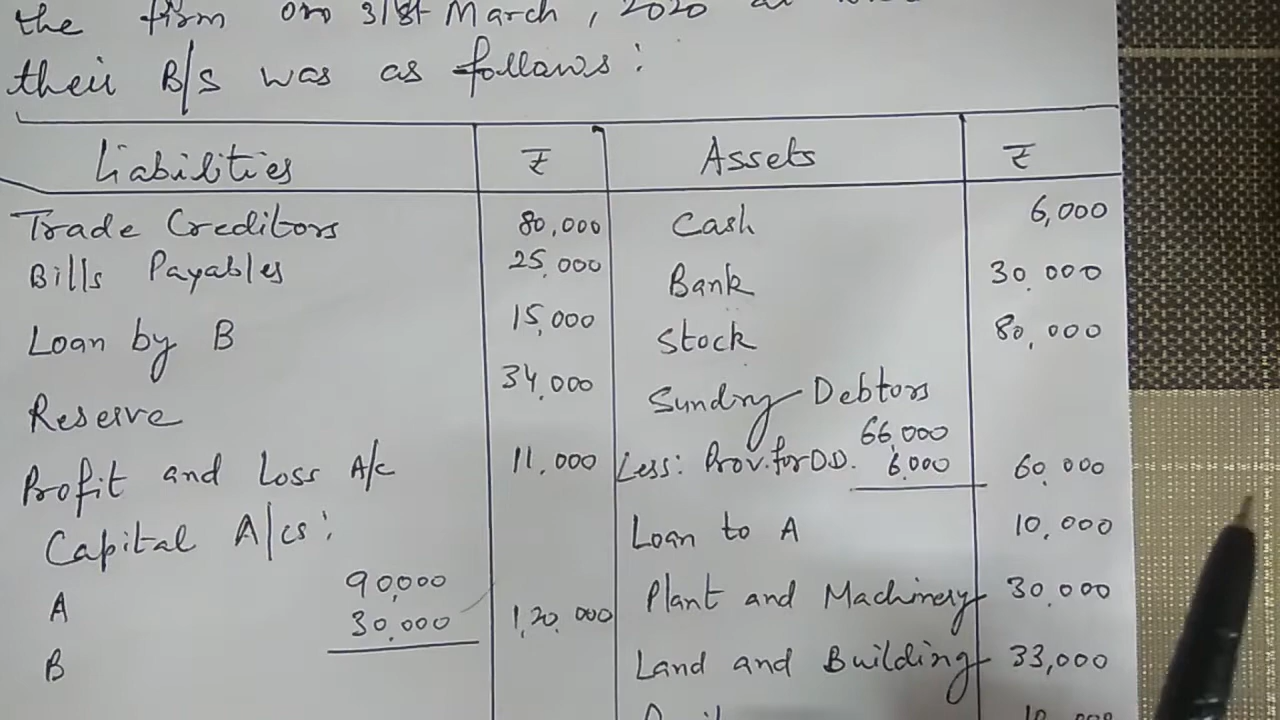 the firm on 31st March, 2020
their B/S was as follows:
Liabilities ₹ Assets ₹
Trade Creditors 80,000 Cash 6,000
Bills Payables 25,000 Bank 30,000
Loan by B 15,000 Stock 80,000
Reserve 34,000 Sundry Debtors
66,000
Profit and Loss A/c 11,000 Less: Prov. for D.D. 6,000 60,000
Capital A/cs: Loan to A 10,000
A 90,000 Plant and Machinery 30,000
B 30,000 1,20,000 Land and Building 33,000